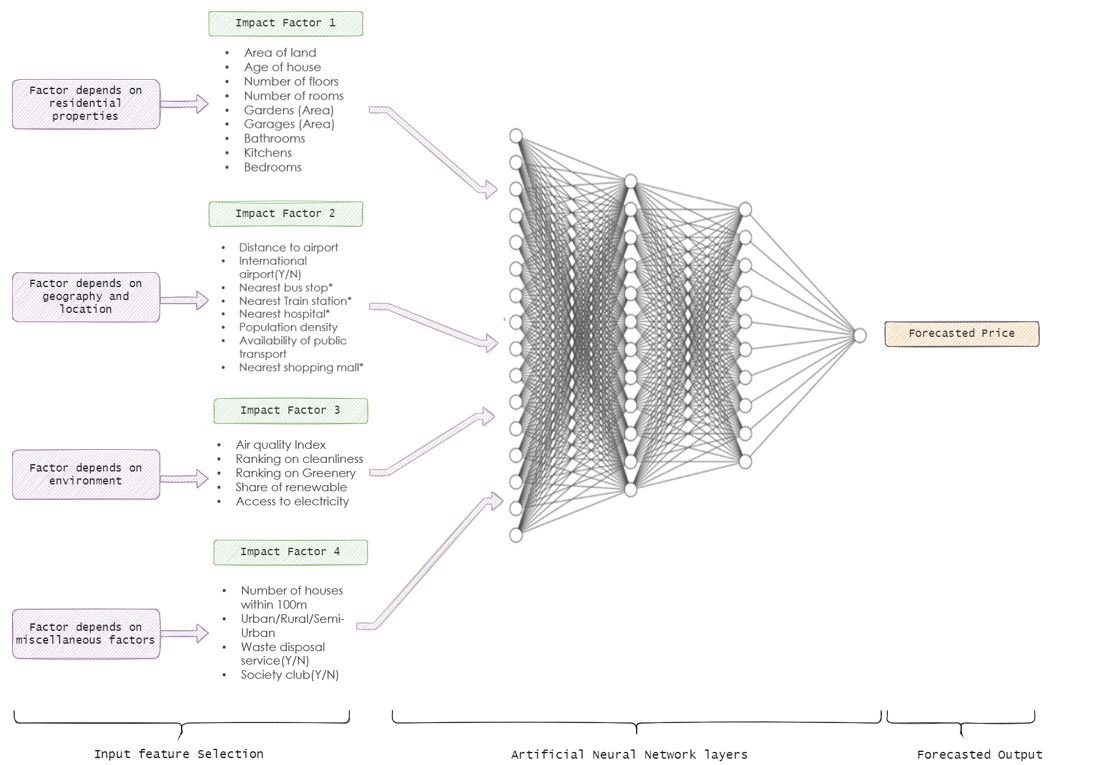 Factor depends on
residential
properties
Impact Factor 1
• Area of land
• Age of house
• Number of floors
• Number of rooms
• Gardens (Area)
• Garages (Area)
• Bathrooms
• Kitchens
• Bedrooms
Factor depends on
geography and
location
Impact Factor 2
• Distance to airport
• International
airport(Y/N)
• Nearest bus stop*
• Nearest Train station*
• Nearest hospital*
• Population density
• Availability of public
transport
• Nearest shopping mall*
Factor depends on
environment
Impact Factor 3
• Air quality Index
• Ranking on cleanliness
• Ranking on Greenery
• Share of renewable
• Access to electricity
Factor depends on
miscellaneous factors
Impact Factor 4
• Number of houses
within 100m
• Urban/Rural/Semi-
Urban
• Waste disposal
service(Y/N)
• Society club(Y/N)
Forecasted Price
Input feature Selection
Artificial Neural Network layers
Forecasted Output